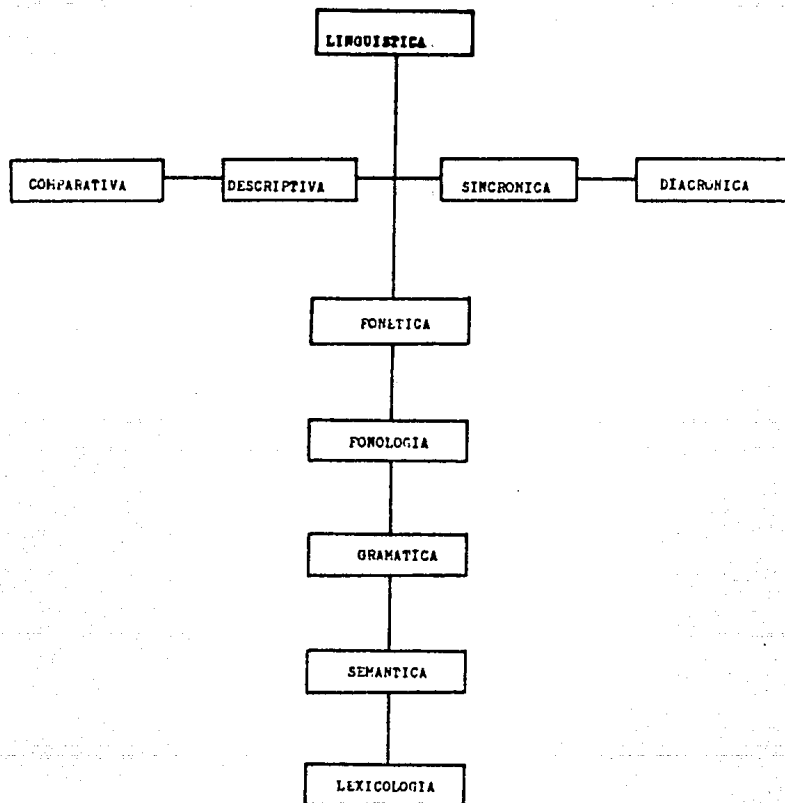 LINGUISTICA
COMPARATIVA
DESCRIPTIVA
SINCRONICA
DIACRONICA
FONETICA
FONOLOGIA
GRAMATICA
SEMANTICA
LEXICOLOGIA